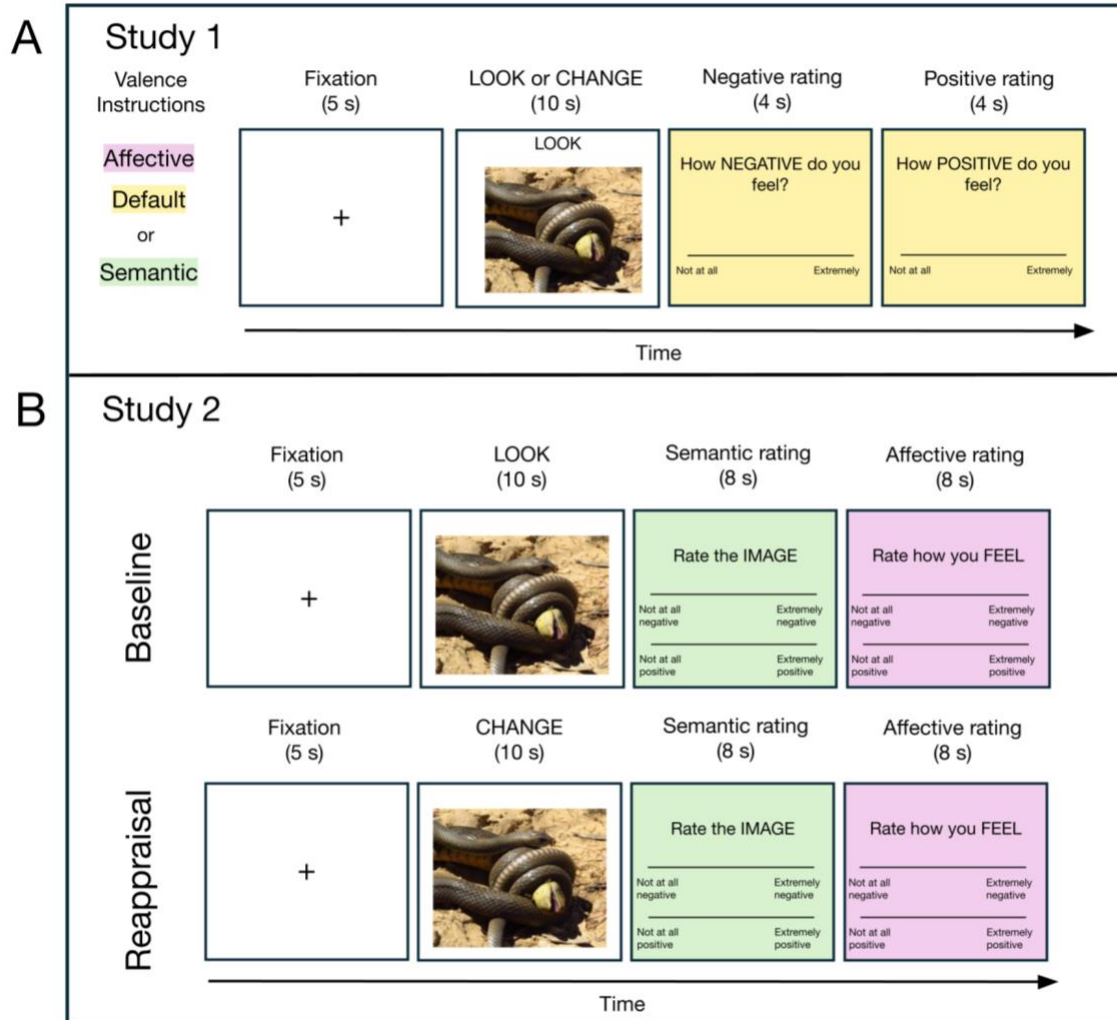 A
Study 1
Valence
Instructions
Affective
Default
or
Semantic
Fixation
(5 s)
+
LOOK or CHANGE
(10 s)
LOOK
Negative rating
(4 s)
How NEGATIVE do you
feel?
Not at all
Extremely
Positive rating
(4 s)
How POSITIVE do you
feel?
Not at all
Extremely
Time
B
Study 2
Baseline
Fixation
(5 s)
+
LOOK
(10 s)
Semantic rating
(8 s)
Rate the IMAGE
Not at all
negative
Extremely
negative
Not at all
positive
Extremely
positive
Affective rating
(8 s)
Rate how you FEEL
Not at all
negative
Extremely
negative
Not at all
positive
Extremely
positive
Reappraisal
Fixation
(5 s)
+
CHANGE
(10 s)
Semantic rating
(8 s)
Rate the IMAGE
Not at all
negative
Extremely
negative
Not at all
positive
Extremely
positive
Affective rating
(8 s)
Rate how you FEEL
Not at all
negative
Extremely
negative
Not at all
positive
Extremely
positive
Time